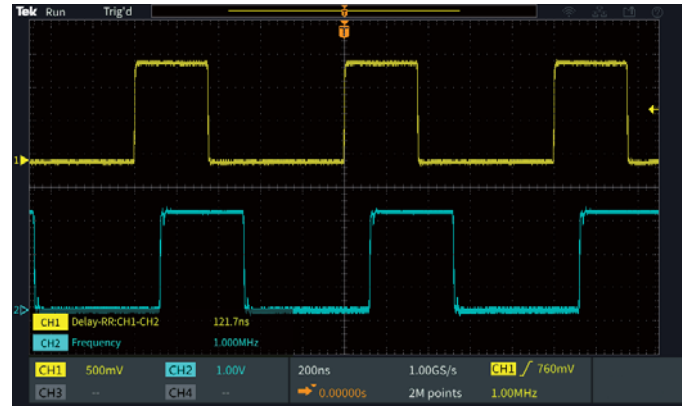 Tek Run Trig'd
T
T
1
2
CH1 Delay-RR:CH1-CH2 121.7ns
CH2 Frequency 1.000MHz
CH1 500mV CH2 1.00V 200ns 1.00GS/s CH1 760mV
CH3 -- CH4 -- 0.00000s 2M points 1.00MHz